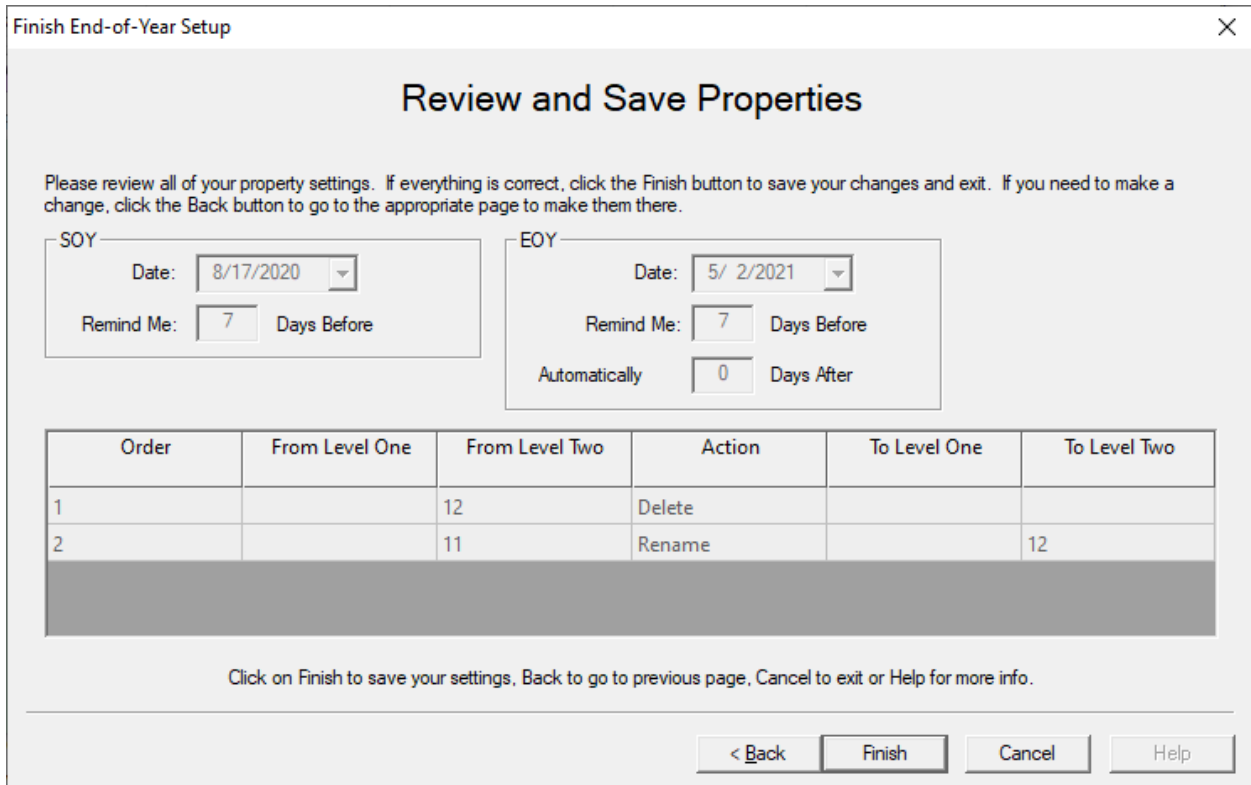 Finish End-of-Year Setup
Review and Save Properties
Please review all of your property settings. If everything is correct, click the Finish button to save your changes and exit. If you need to make a
change, click the Back button to go to the appropriate page to make them there.
SOY
Date: 8/17/2020
Remind Me: 7 Days Before
EOY
Date: 5/ 2/2021
Remind Me: 7 Days Before
Automatically 0 Days After
Order From Level One From Level Two Action To Level One To Level Two
1 12 Delete
2 11 Rename 12
Click on Finish to save your settings, Back to go to previous page, Cancel to exit or Help for more info.
< Back Finish Cancel Help